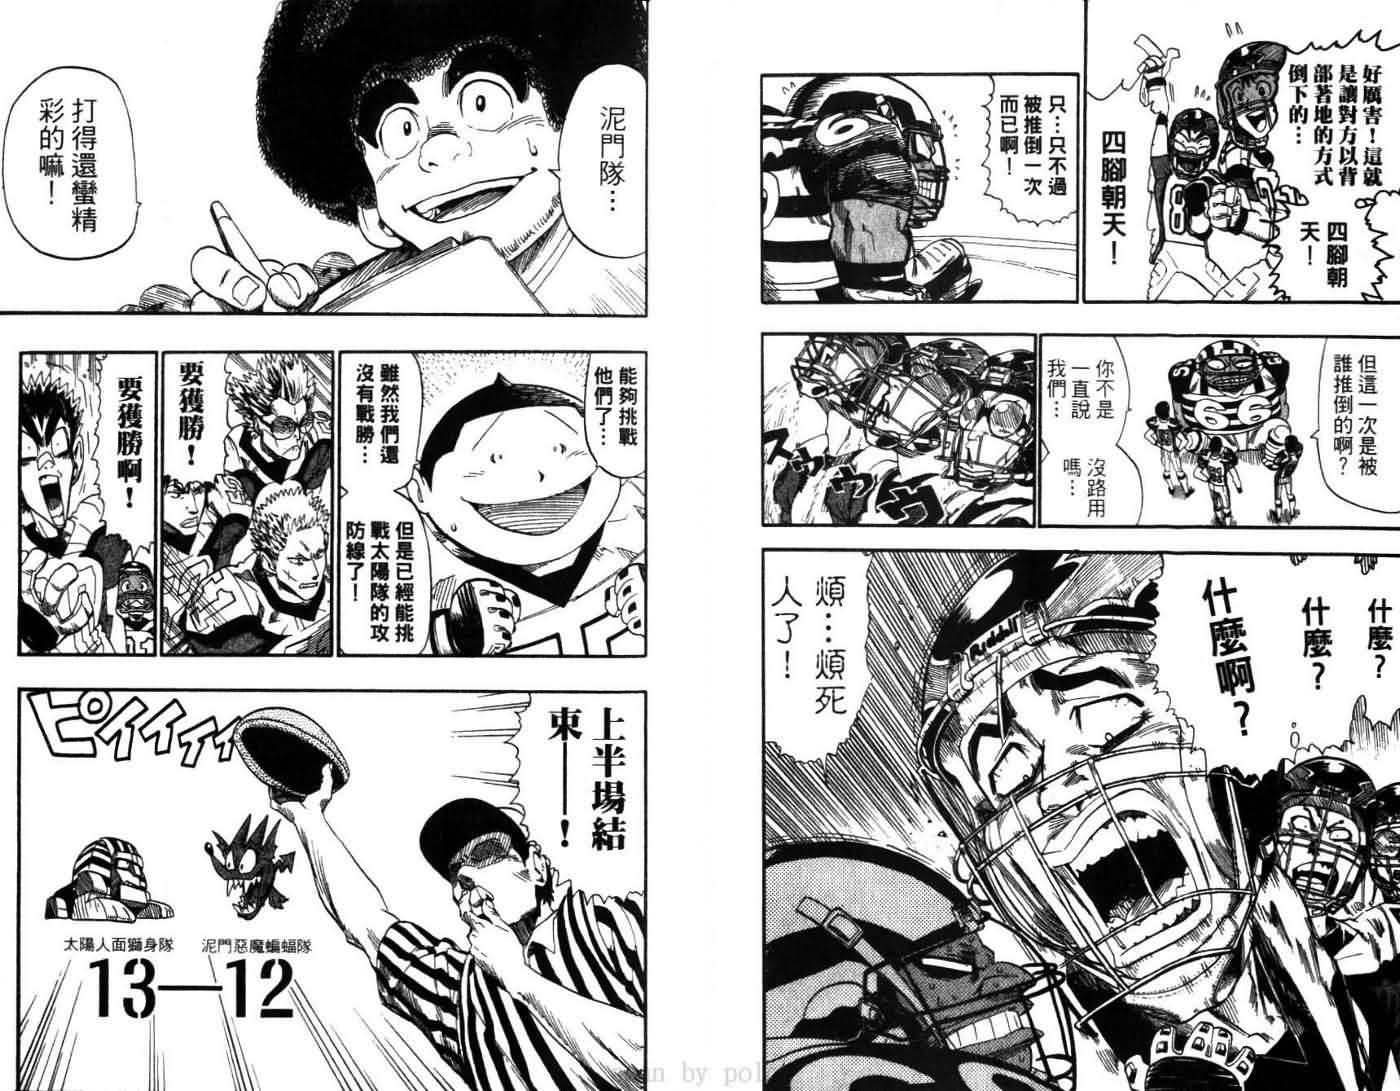 好厲害！這就
是讓對方以背
部著地的方式
倒下的…
四腳朝
天！
四腳朝天！
只…只不過
被推倒一次
而已啊！
但這一次是被
誰推倒的啊？
你不是
一直說
我們…
沒路用
嗎…
什麼？
什麼？
什麼啊？
煩…煩死
人了！
Riddell
泥門隊…
打得還蠻精
彩的嘛！
能夠挑戰
他們了…
雖然我們還
沒有戰勝…
但是已經能挑
戰太陽隊的攻
防線了！
要獲勝！
要獲勝啊！
上半場結
束——！
ピィイイィィ
太陽人面獅身隊
泥門惡魔蝙蝠隊
13—12